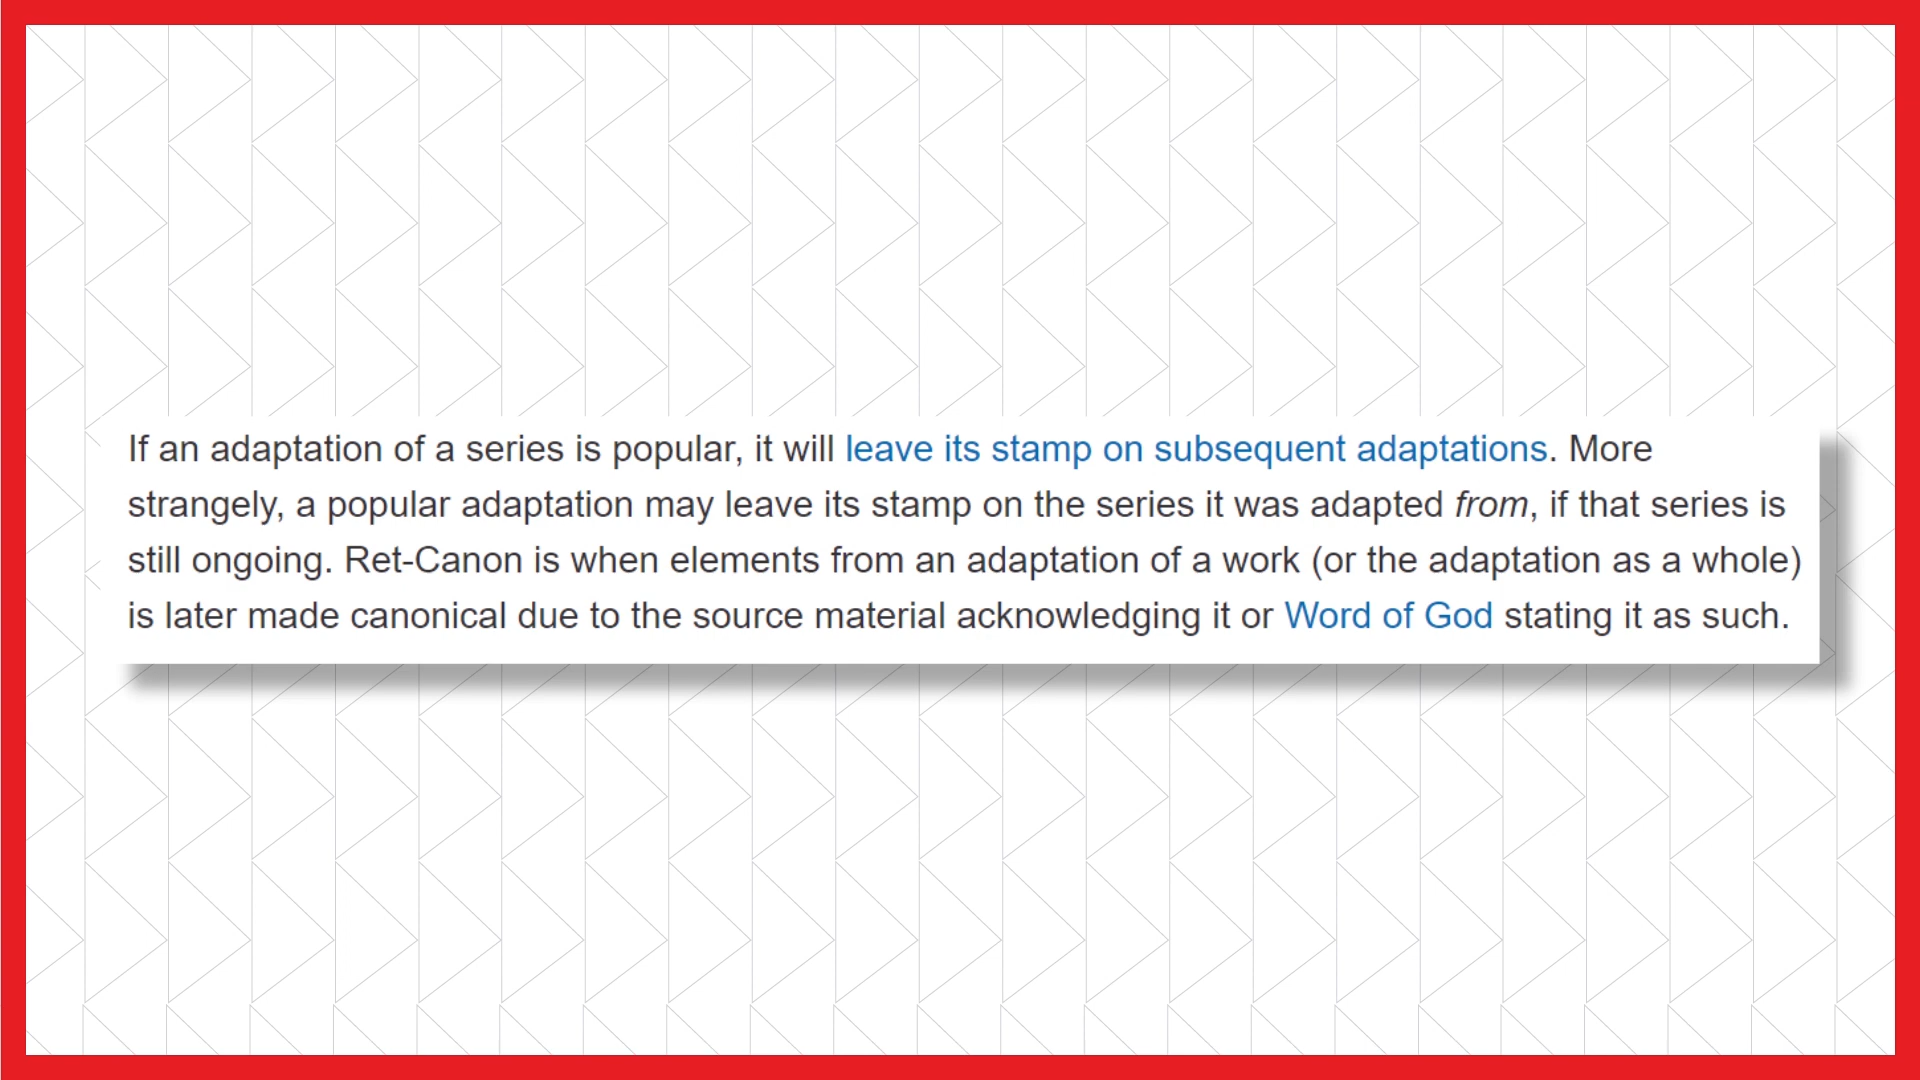 If an adaptation of a series is popular, it will leave its stamp on subsequent adaptations. More
strangely, a popular adaptation may leave its stamp on the series it was adapted from, if that series is
still ongoing. Ret-Canon is when elements from an adaptation of a work (or the adaptation as a whole)
is later made canonical due to the source material acknowledging it or Word of God stating it as such.